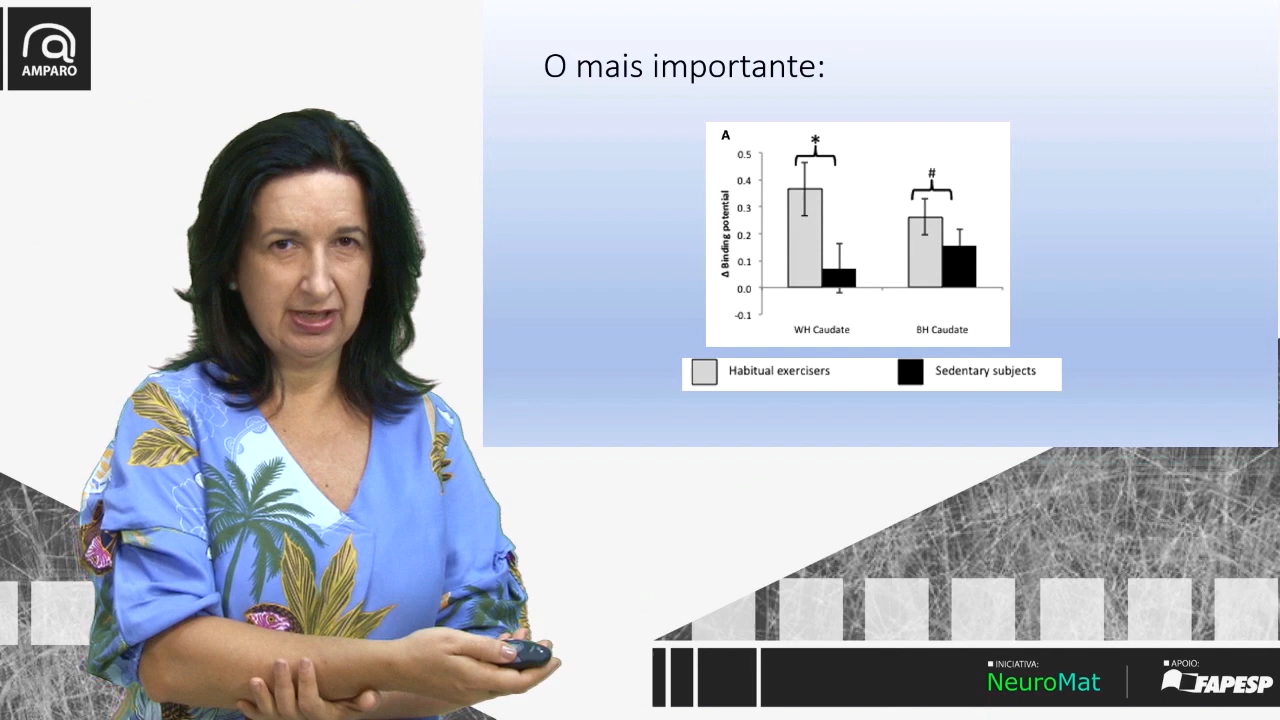 AMPARO
O mais importante:
A
*
#
0.5
0.4
0.3
0.2
0.1
0.0
-0.1
Δ Binding potential
WH Caudate
BH Caudate
Habitual exercisers
Sedentary subjects
INICIATIVA:
NeuroMat
APOIO:
FAPESP